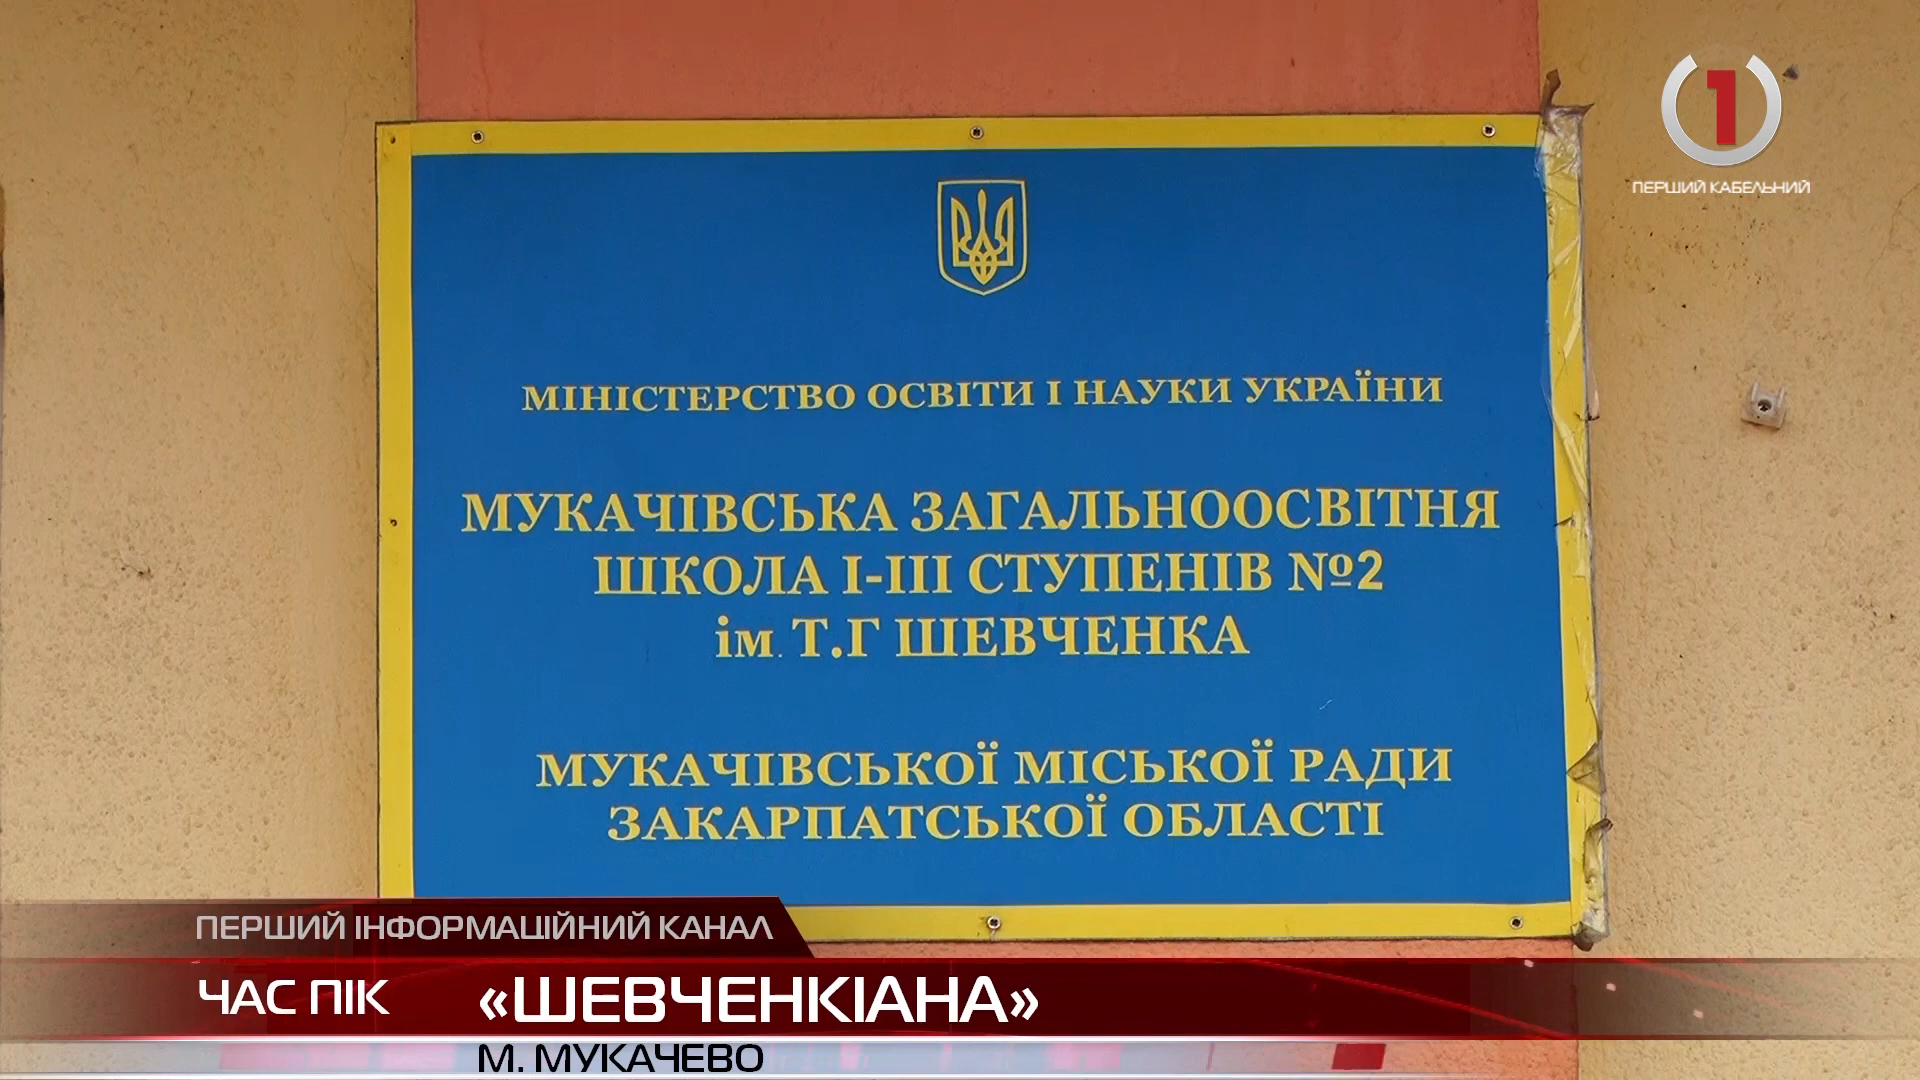 1
ПЕРШИЙ КАБЕЛЬНИЙ
МІНІСТЕРСТВО ОСВІТИ І НАУКИ УКРАЇНИ
МУКАЧІВСЬКА ЗАГАЛЬНООСВІТНЯ
ШКОЛА І-ІІІ СТУПЕНІВ №2
ім. Т.Г ШЕВЧЕНКА
МУКАЧІВСЬКОЇ МІСЬКОЇ РАДИ
ЗАКАРПАТСЬКОЇ ОБЛАСТІ
ПЕРШИЙ ІНФОРМАЦІЙНИЙ КАНАЛ
ЧАС ПІК «ШЕВЧЕНКІАНА»
М. МУКАЧЕВО